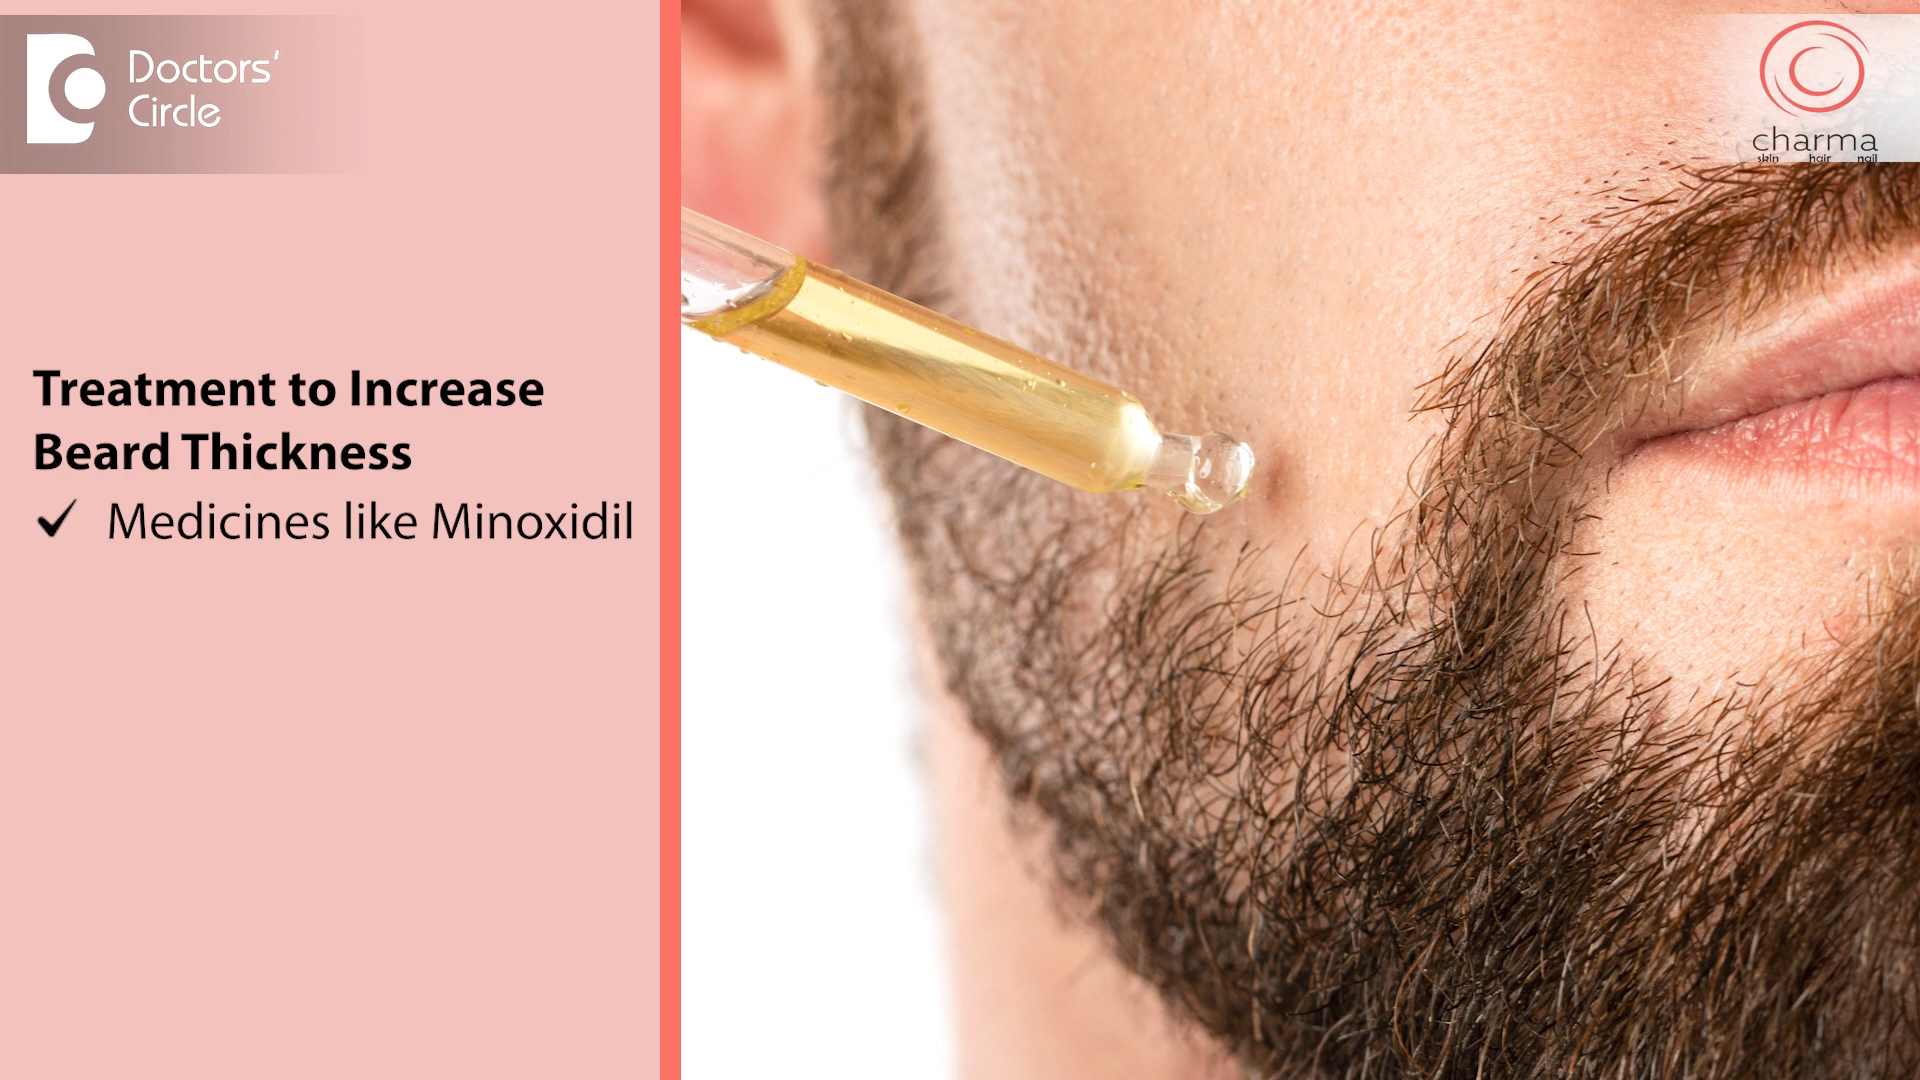 Doctors'
Circle
charma
skin hair nail
Treatment to Increase
Beard Thickness
✓ Medicines like Minoxidil